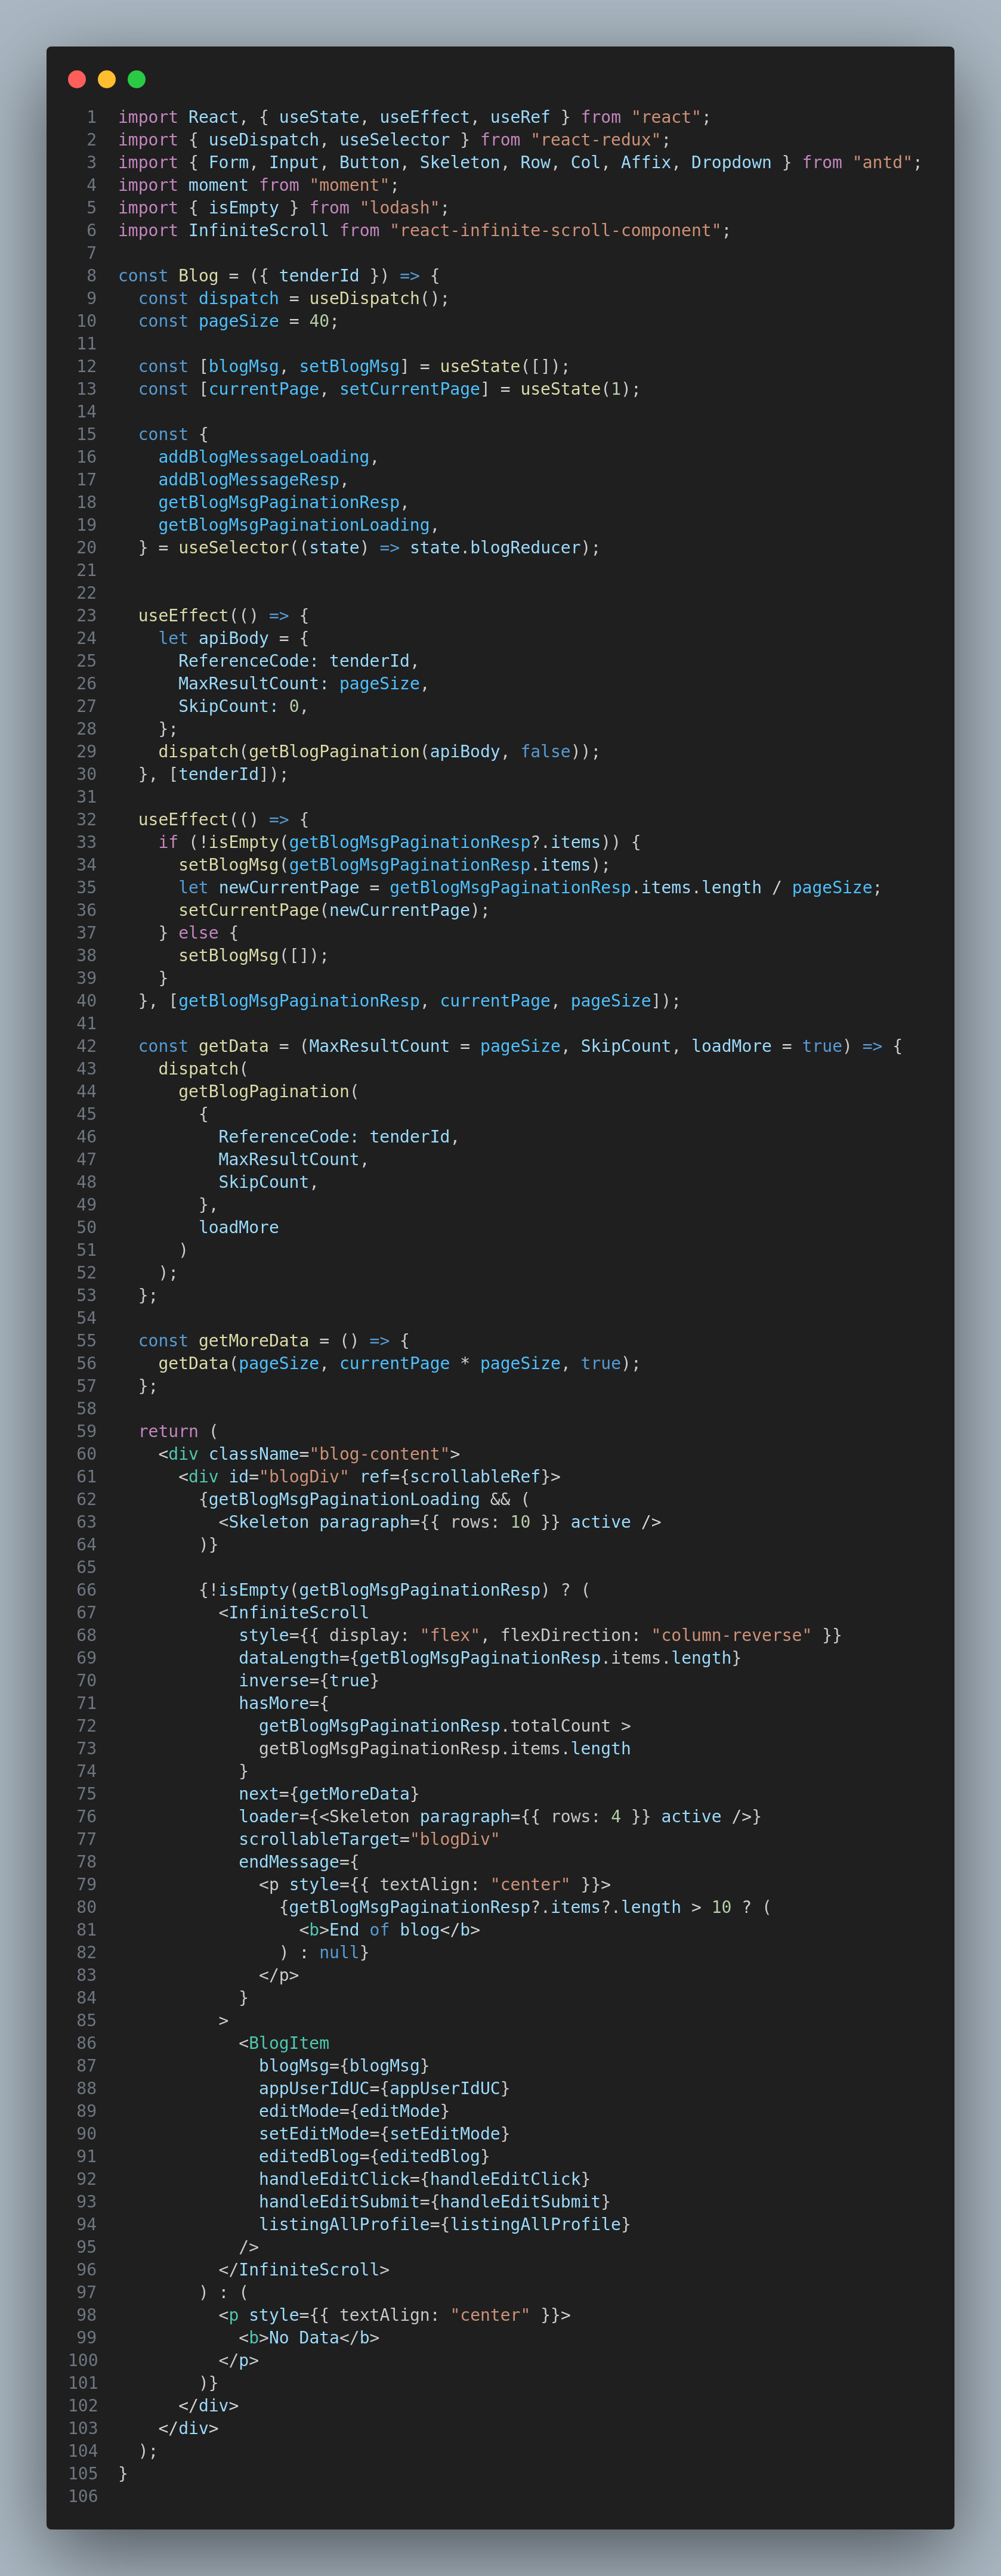 1 import React, { useState, useEffect, useRef } from "react";
2 import { useDispatch, useSelector } from "react-redux";
3 import { Form, Input, Button, Skeleton, Row, Col, Affix, Dropdown } from "antd";
4 import moment from "moment";
5 import { isEmpty } from "lodash";
6 import InfiniteScroll from "react-infinite-scroll-component";
7
8 const Blog = ({ tenderId }) => {
9   const dispatch = useDispatch();
10   const pageSize = 40;
11
12   const [blogMsg, setBlogMsg] = useState([]);
13   const [currentPage, setCurrentPage] = useState(1);
14
15   const {
16     addBlogMessageLoading,
17     addBlogMessageResp,
18     getBlogMsgPaginationResp,
19     getBlogMsgPaginationLoading,
20   } = useSelector((state) => state.blogReducer);
21
22
23   useEffect(() => {
24     let apiBody = {
25       ReferenceCode: tenderId,
26       MaxResultCount: pageSize,
27       SkipCount: 0,
28     };
29     dispatch(getBlogPagination(apiBody, false));
30   }, [tenderId]);
31
32   useEffect(() => {
33     if (!isEmpty(getBlogMsgPaginationResp?.items)) {
34       setBlogMsg(getBlogMsgPaginationResp.items);
35       let newCurrentPage = getBlogMsgPaginationResp.items.length / pageSize;
36       setCurrentPage(newCurrentPage);
37     } else {
38       setBlogMsg([]);
39     }
40   }, [getBlogMsgPaginationResp, currentPage, pageSize]);
41
42   const getData = (MaxResultCount = pageSize, SkipCount, loadMore = true) => {
43     dispatch(
44       getBlogPagination(
45         {
46           ReferenceCode: tenderId,
47           MaxResultCount,
48           SkipCount,
49         },
50         loadMore
51       )
52     );
53   };
54
55   const getMoreData = () => {
56     getData(pageSize, currentPage * pageSize, true);
57   };
58
59   return (
60     <div className="blog-content">
61       <div id="blogDiv" ref={scrollableRef}>
62         {getBlogMsgPaginationLoading && (
63           <Skeleton paragraph={{ rows: 10 }} active />
64         )}
65
66         {!isEmpty(getBlogMsgPaginationResp) ? (
67           <InfiniteScroll
68             style={{ display: "flex", flexDirection: "column-reverse" }}
69             dataLength={getBlogMsgPaginationResp.items.length}
70             inverse={true}
71             hasMore={
72               getBlogMsgPaginationResp.totalCount >
73               getBlogMsgPaginationResp.items.length
74             }
75             next={getMoreData}
76             loader={<Skeleton paragraph={{ rows: 4 }} active />}
77             scrollableTarget="blogDiv"
78             endMessage={
79               <p style={{ textAlign: "center" }}>
80                 {getBlogMsgPaginationResp?.items?.length > 10 ? (
81                   <b>End of blog</b>
82                 ) : null}
83               </p>
84             }
85           >
86             <BlogItem
87               blogMsg={blogMsg}
88               appUserIdUC={appUserIdUC}
89               editMode={editMode}
90               setEditMode={setEditMode}
91               editedBlog={editedBlog}
92               handleEditClick={handleEditClick}
93               handleEditSubmit={handleEditSubmit}
94               listingAllProfile={listingAllProfile}
95             />
96           </InfiniteScroll>
97         ) : (
98           <p style={{ textAlign: "center" }}>
99             <b>No Data</b>
100           </p>
101         )}
102       </div>
103     </div>
104   );
105 }
106